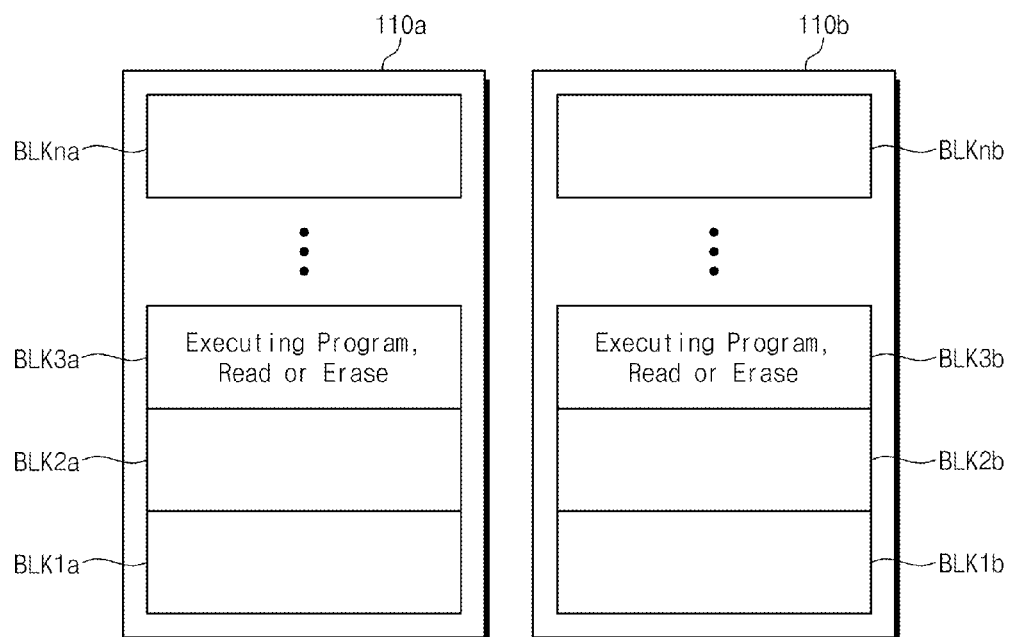 110a
110b
BLKna
BLKnb
BLK3a
Executing Program,
Read or Erase
Executing Program,
Read or Erase
BLK3b
BLK2a
BLK2b
BLK1a
BLK1b